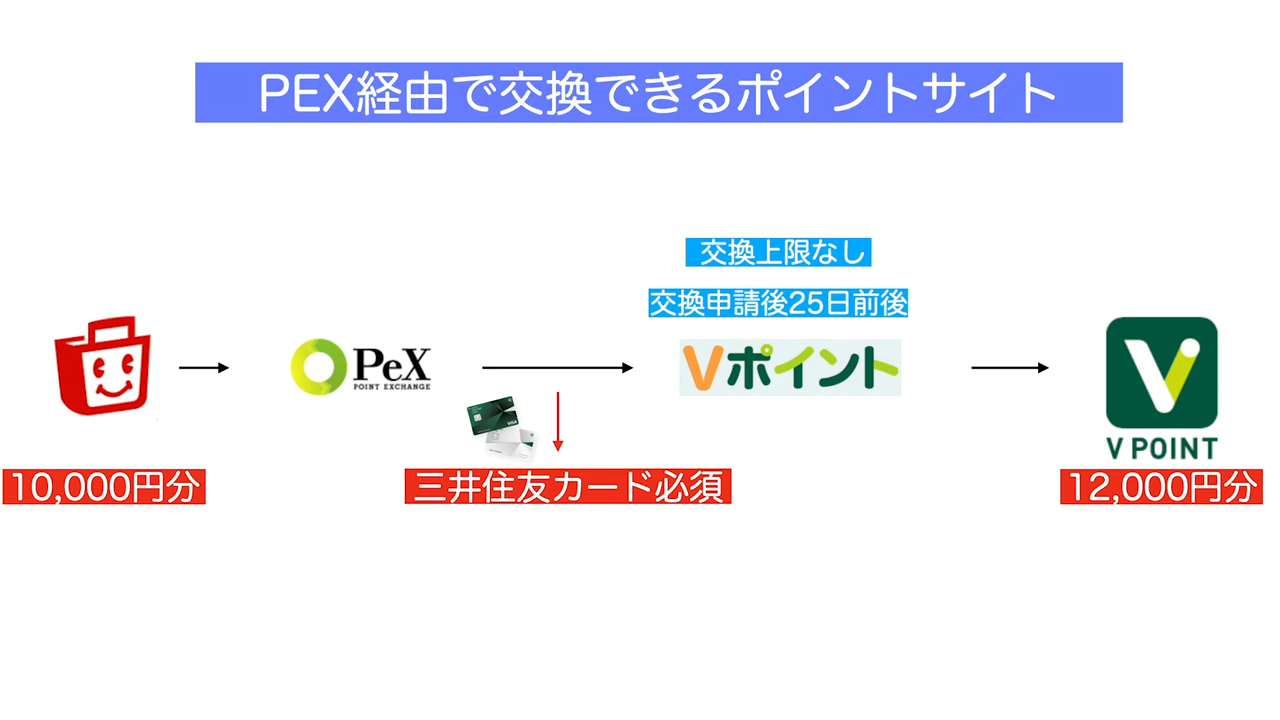 PEX経由で交換できるポイントサイト
交換上限なし
交換申請後25日前後
PeX
POINT EXCHANGE
Vポイント
VISA
V POINT
10,000円分
三井住友カード必須
12,000円分